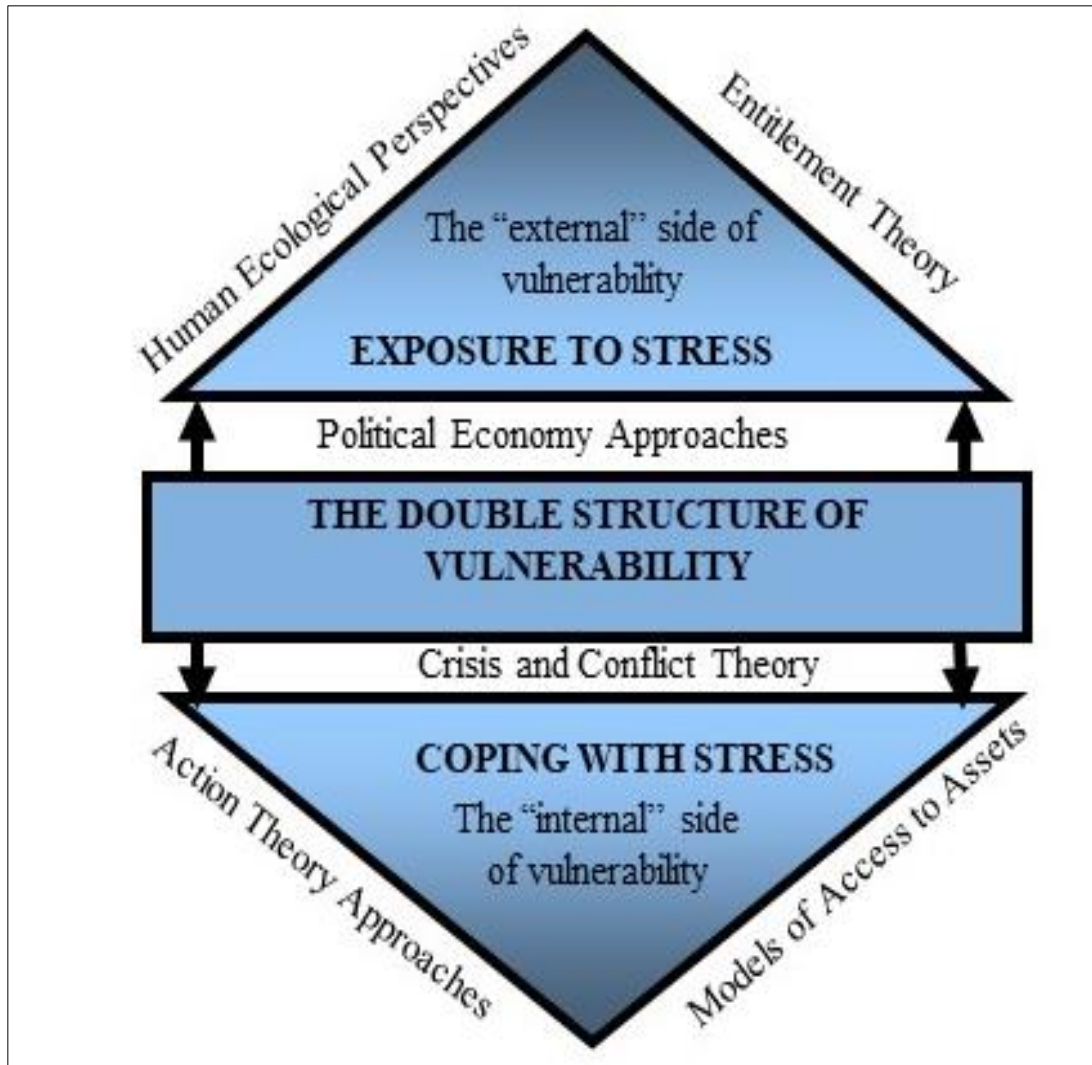 Human Ecological Perspectives
Entitlement Theory
The “external” side of
vulnerability
EXPOSURE TO STRESS
Political Economy Approaches
THE DOUBLE STRUCTURE OF
VULNERABILITY
Crisis and Conflict Theory
COPING WITH STRESS
The “internal” side
of vulnerability
Action Theory Approaches
Models of Access to Assets